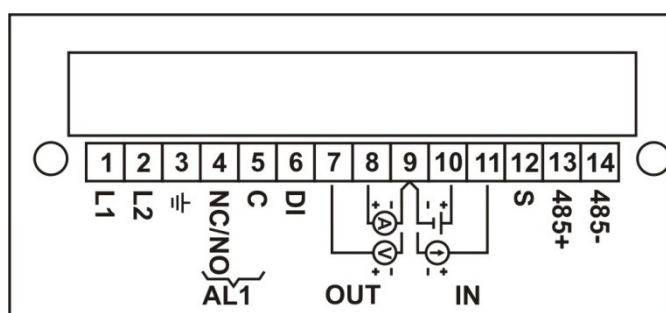 1 2 3 4 5 6 7 8 9 10 11 12 13 14
L1 L2 NC/NO C DI S 485+ 485-
+ - - +
A
V
+ - - +
AL1 OUT IN